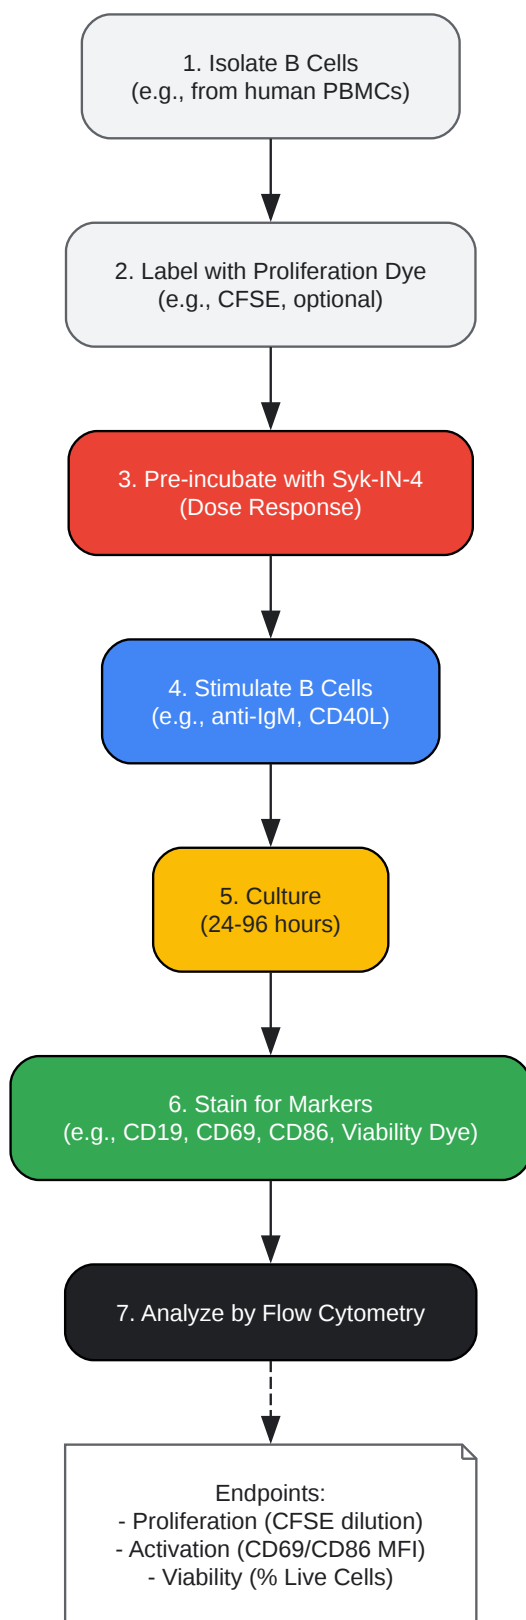 1. Isolate B Cells
(e.g., from human PBMCs)
2. Label with Proliferation Dye
(e.g., CFSE, optional)
3. Pre-incubate with Syk-IN-4
(Dose Response)
4. Stimulate B Cells
(e.g., anti-IgM, CD40L)
5. Culture
(24-96 hours)
6. Stain for Markers
(e.g., CD19, CD69, CD86, Viability Dye)
7. Analyze by Flow Cytometry
Endpoints:
- Proliferation (CFSE dilution)
- Activation (CD69/CD86 MFI)
- Viability (% Live Cells)